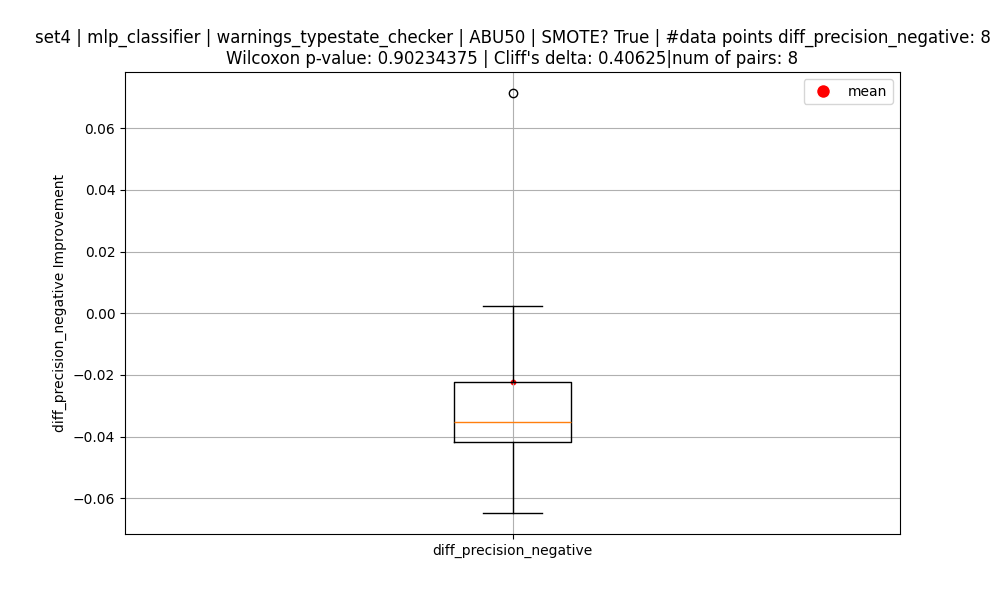 set4 | mlp_classifier | warnings_typestate_checker | ABU50 | SMOTE? True | #data points diff_precision_negative: 8
Wilcoxon p-value: 0.90234375 | Cliff's delta: 0.40625|num of pairs: 8
mean
0.06
0.04
0.02
0.00
−0.02
−0.04
−0.06
diff_precision_negative Improvement
diff_precision_negative